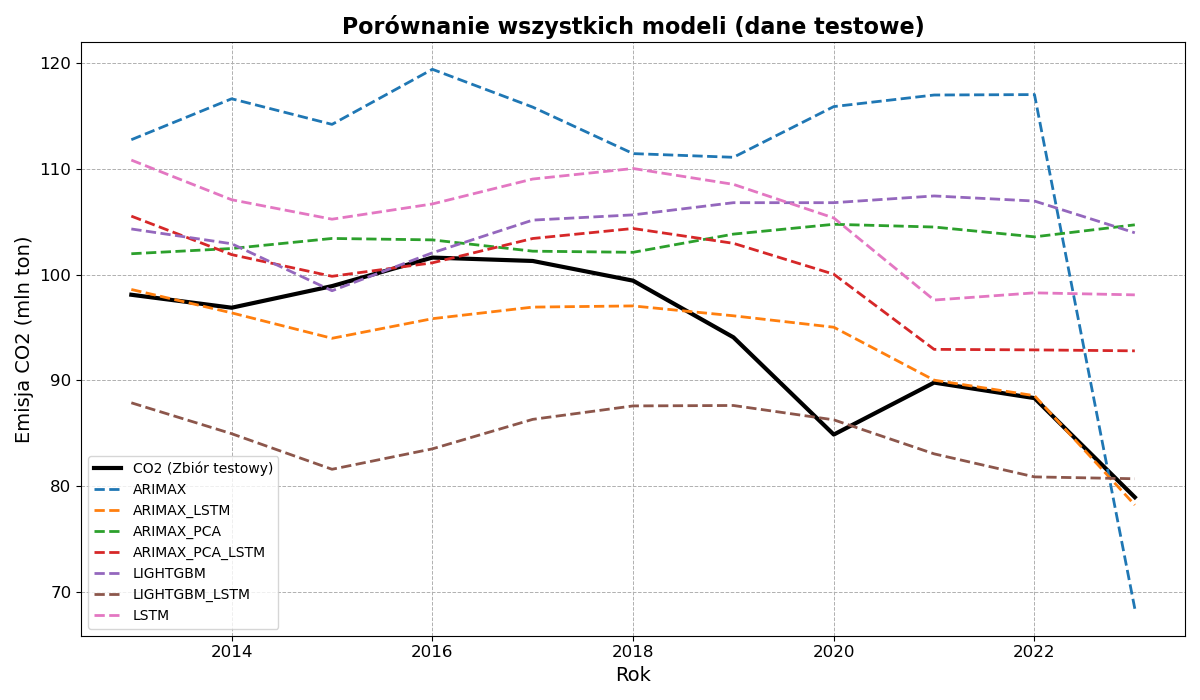 Porównanie wszystkich modeli (dane testowe)
Emisja CO2 (mln ton)
120
110
100
90
80
70
CO2 (Zbiór testowy)
ARIMAX
ARIMAX_LSTM
ARIMAX_PCA
ARIMAX_PCA_LSTM
LIGHTGBM
LIGHTGBM_LSTM
LSTM
2014 2016 2018 2020 2022
Rok